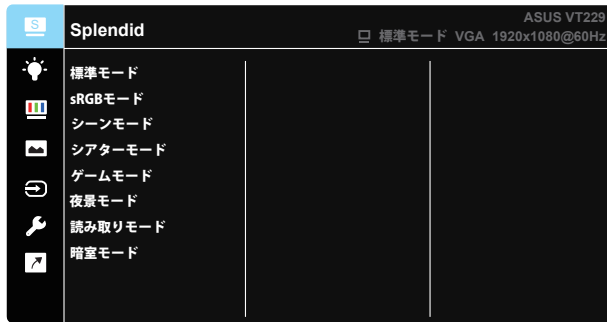 S
Splendid
ASUS VT229
標準モード VGA 1920x1080@60Hz
標準モード
sRGBモード
シーンモード
シアターモード
ゲームモード
夜景モード
読み取りモード
暗室モード